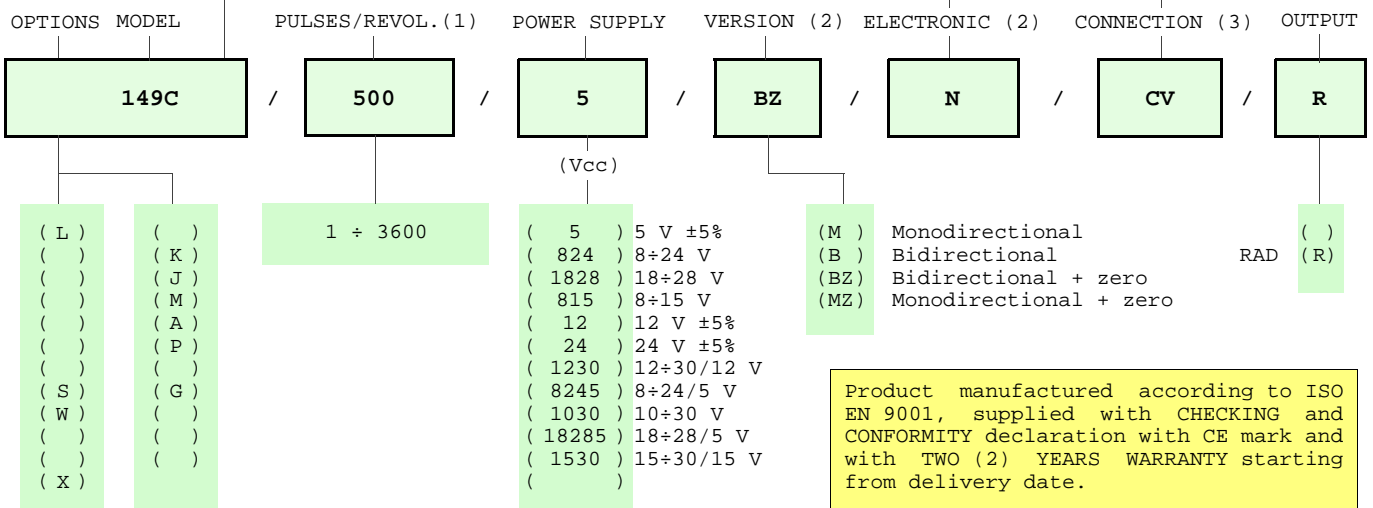 OPTIONS MODEL PULSES/REVOL.(1) POWER SUPPLY VERSION (2) ELECTRONIC (2) CONNECTION (3) OUTPUT
149C / 500 / 5 / BZ / N / CV / R
(Vcc)
( L ) ( ) 1 ÷ 3600 ( 5 ) 5 V ±5% (M ) Monodirectional ( )
( ) ( K ) ( 824 ) 8÷24 V (B ) Bidirectional RAD (R)
( ) ( J ) ( 1828 ) 18÷28 V (BZ) Bidirectional + zero
( ) ( M ) ( 815 ) 8÷15 V (MZ) Monodirectional + zero
( ) ( A ) ( 12 ) 12 V ±5%
( ) ( P ) ( 24 ) 24 V ±5%
( ) ( 1230 ) 12÷30/12 V
( S ) ( G ) ( 8245 ) 8÷24/5 V
( W ) ( ) ( 1030 ) 10÷30 V
( ) ( ) ( 18285 ) 18÷28/5 V
( ) ( ) ( 1530 ) 15÷30/15 V
( X ) ( )
Product manufactured according to ISO
EN 9001, supplied with CHECKING and
CONFORMITY declaration with CE mark and
with TWO (2) YEARS WARRANTY starting
from delivery date.